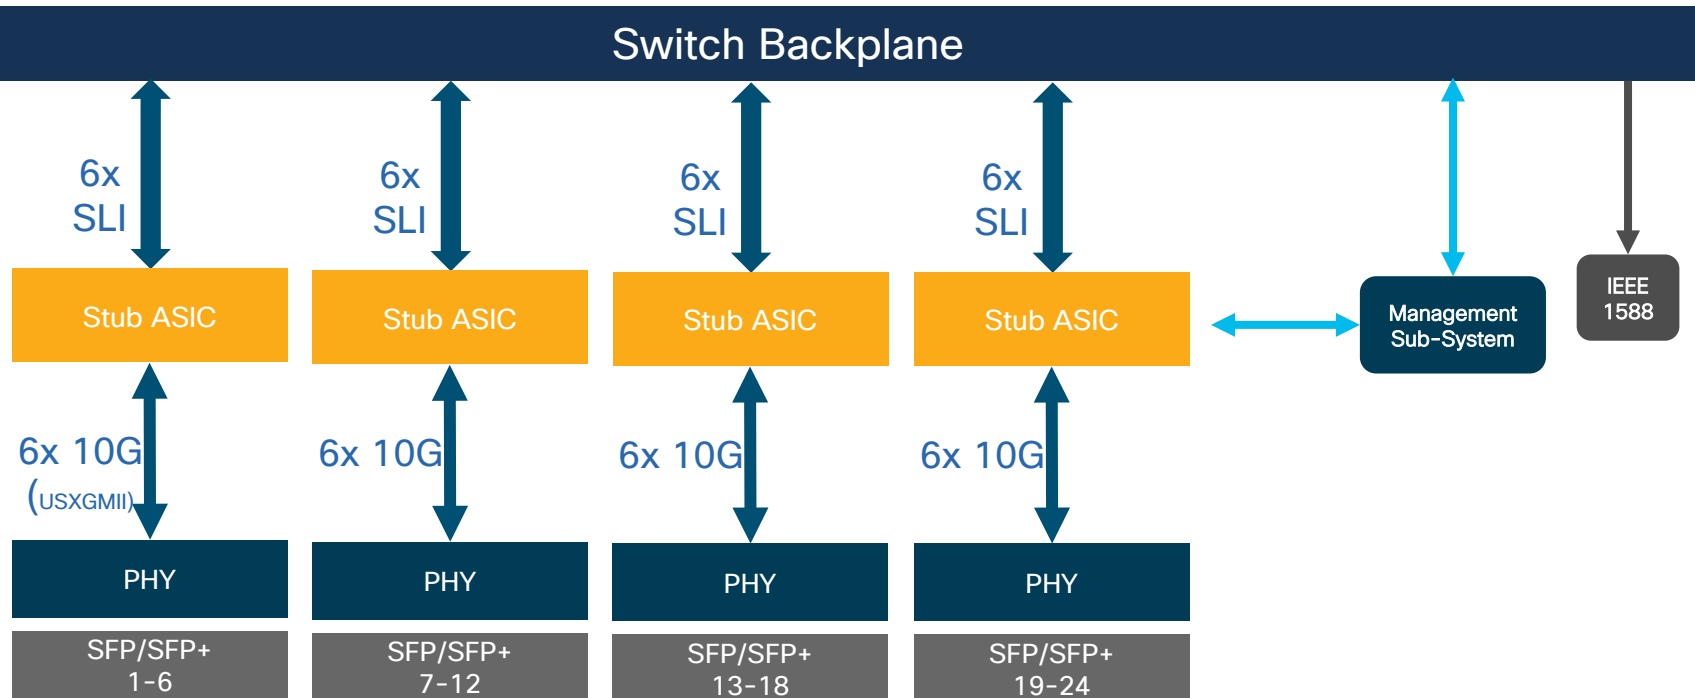 Switch Backplane
6x
SLI
6x
SLI
6x
SLI
6x
SLI
Stub ASIC
Stub ASIC
Stub ASIC
Stub ASIC
Management
Sub-System
IEEE
1588
6x 10G
(USXGMII)
6x 10G
6x 10G
6x 10G
PHY
PHY
PHY
PHY
SFP/SFP+
1-6
SFP/SFP+
7-12
SFP/SFP+
13-18
SFP/SFP+
19-24